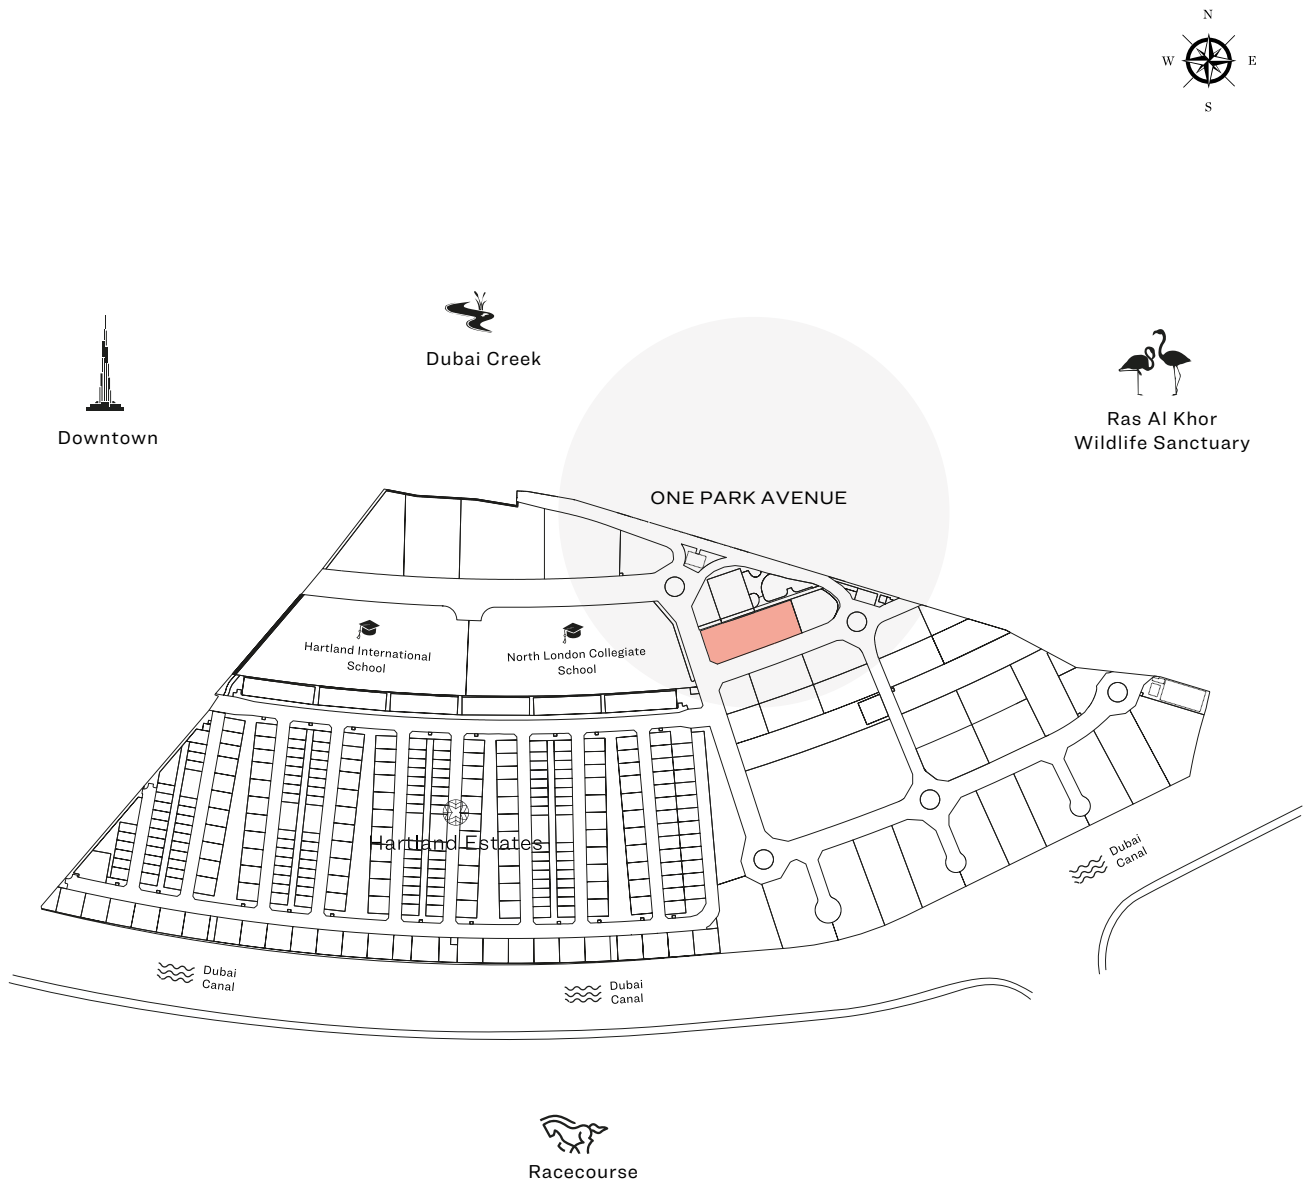 N
W
E
S
Dubai Creek
Downtown
Ras Al Khor
Wildlife Sanctuary
ONE PARK AVENUE
Hartland International
School
North London Collegiate
School
Hartland Estates
Dubai
Canal
Dubai
Canal
Dubai
Canal
Racecourse